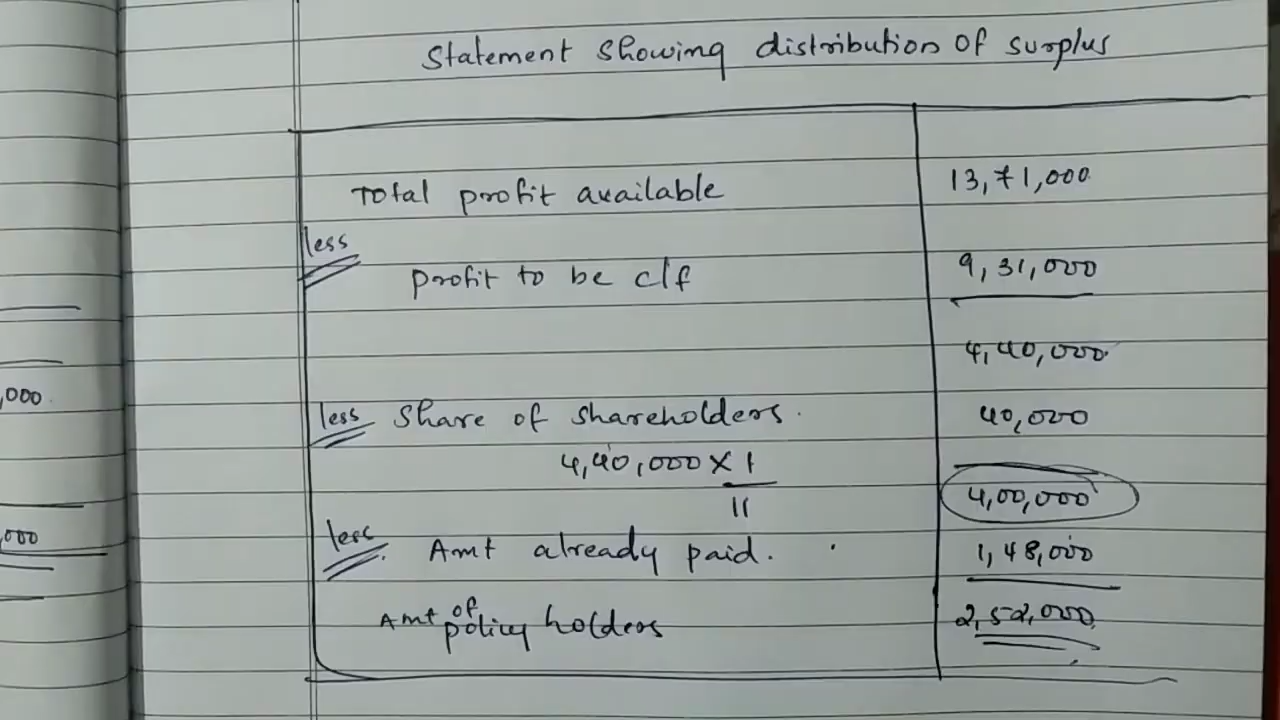 Statement showing distribution of surplus
Total profit available 13,71,000
less
profit to be c/f 9,31,000
4,40,000
less share of shareholders. 40,000
4,40,000 x 1
,000
11 4,00,000
less Amt already paid. 1,48,000
,000
Amt of policy holders 2,52,000